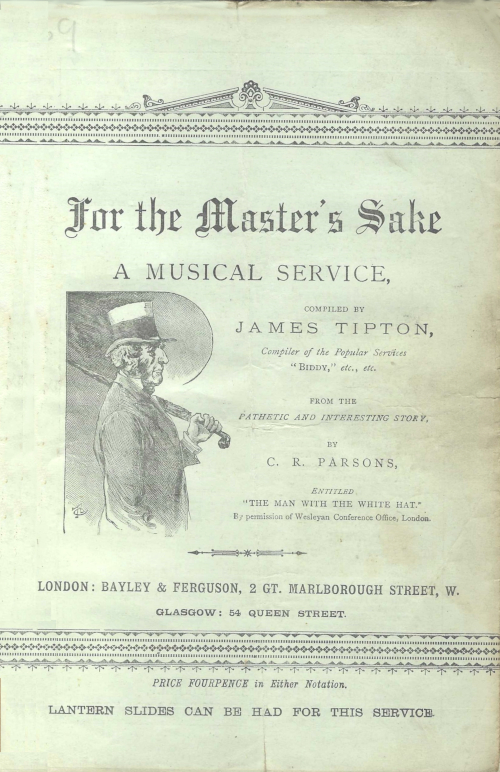 ,9
For the Master's Sake
A MUSICAL SERVICE,
COMPILED BY
JAMES TIPTON,
Compiler of the Popular Services
"BIDDY," etc., etc.
FROM THE
PATHETIC AND INTERESTING STORY,
BY
C. R. PARSONS,
ENTITLED
"THE MAN WITH THE WHITE HAT."
By permission of Wesleyan Conference Office, London.
LONDON: BAYLEY & FERGUSON, 2 GT. MARLBOROUGH STREET, W.
GLASGOW: 54 QUEEN STREET.
PRICE FOURPENCE in Either Notation.
LANTERN SLIDES CAN BE HAD FOR THIS SERVICE.